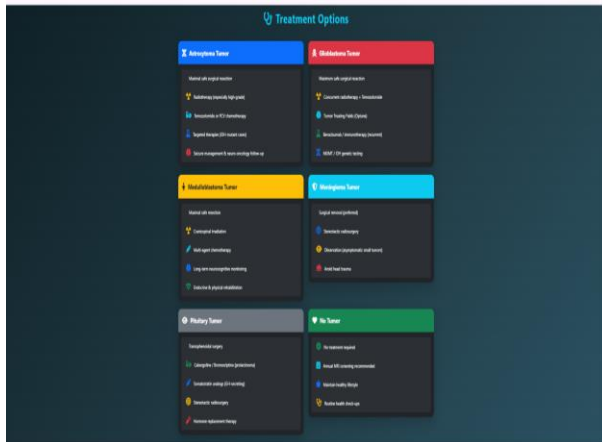 Treatment Options
Astrocytoma Tumor
Maximal safe surgical resection
Radiotherapy (especially high-grade)
Temozolomide or PCV chemotherapy
Targeted therapies (IDH-mutant cases)
Seizure management & neuro-oncology follow-up
Glioblastoma Tumor
Maximum safe surgical resection
Concurrent radiotherapy + Temozolomide
Tumor Treating Fields (Optune)
Bevacizumab / Immunotherapy (recurrent)
MGMT / IDH genetic testing
Medulloblastoma Tumor
Maximal safe resection
Craniospinal irradiation
Multi-agent chemotherapy
Long-term neurocognitive monitoring
Endocrine & physical rehabilitation
Meningioma Tumor
Surgical removal (preferred)
Stereotactic radiosurgery
Observation (asymptomatic small tumors)
Avoid head trauma
Pituitary Tumor
Transsphenoidal surgery
Cabergoline / Bromocriptine (prolactinoma)
Somatostatin analogs (GH-secreting)
Stereotactic radiosurgery
Hormone replacement therapy
No Tumor
No treatment required
Annual MRI screening recommended
Maintain healthy lifestyle
Routine health check-ups